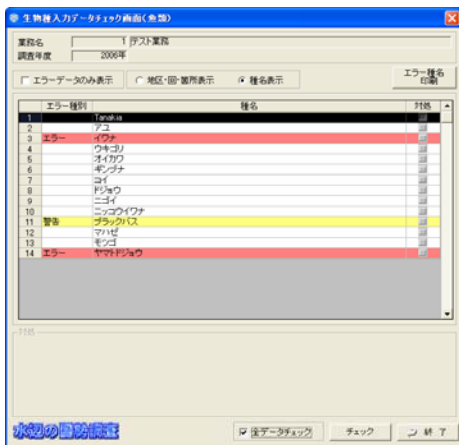 生物種入力データチェック画面(魚類)
業務名 1 テスト業務
調査年度 2006年
エラーデータのみ表示 地区・回・箇所表示 種名表示 エラー種名印刷
エラー種別 種名 対処
1 Tanakia
2 アユ
3 エラー イワナ
4 ウキゴリ
5 オイカワ
6 ギンブナ
7 コイ
8 ドジョウ
9 ニゴイ
10 ニッコウイワナ
11 警告 ブラックバス
12 マハゼ
13 モツゴ
14 エラー ヤマトドジョウ
対処
水辺の国勢調査 全データチェック チェック 終 了